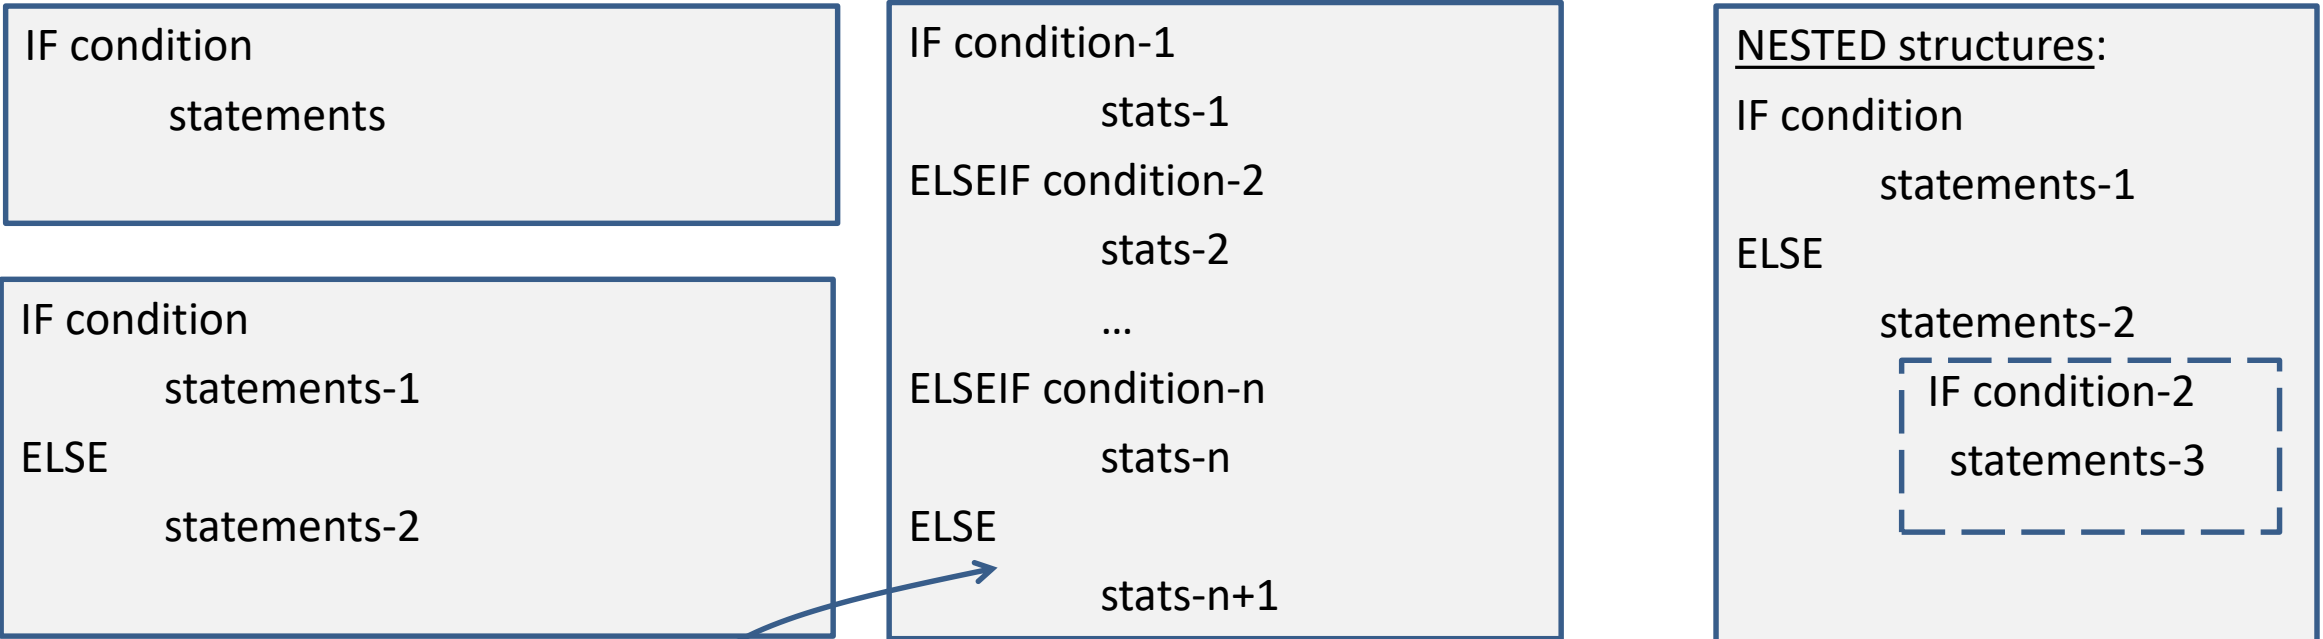 IF condition
statements
IF condition
statements-1
ELSE
statements-2
IF condition-1
stats-1
ELSEIF condition-2
stats-2
…
ELSEIF condition-n
stats-n
ELSE
stats-n+1
NESTED structures:
IF condition
statements-1
ELSE
statements-2
IF condition-2
statements-3